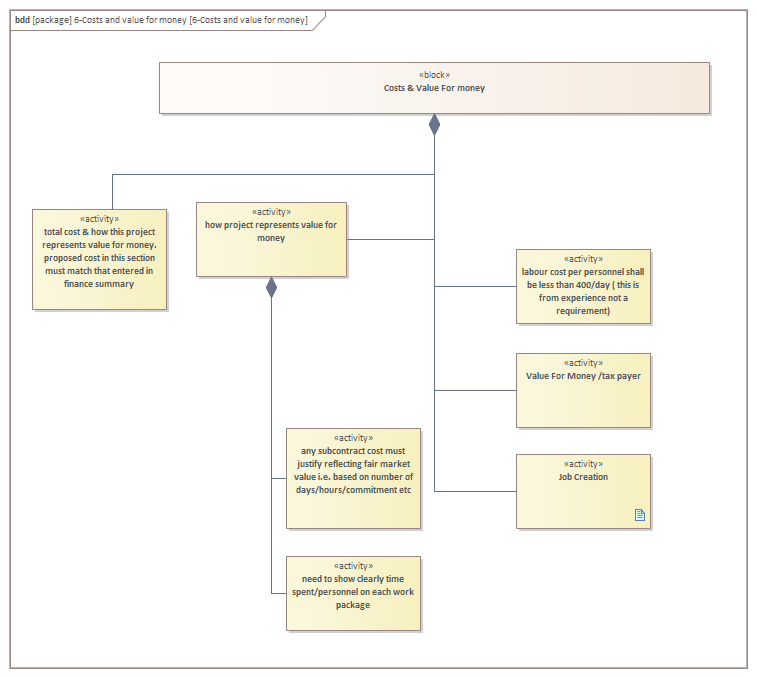 bdd [package] 6-Costs and value for money [6-Costs and value for money]
«block»
Costs & Value For money
«activity»
total cost & how this project
represents value for money.
proposed cost in this section
must match that entered in
finance summary
«activity»
how project represents value for
money
«activity»
labour cost per personnel shall
be less than 400/day ( this is
from experience not a
requirement)
«activity»
Value For Money /tax payer
«activity»
any subcontract cost must
justify reflecting fair market
value i.e. based on number of
days/hours/commitment etc
«activity»
Job Creation
«activity»
need to show clearly time
spent/personnel on each work
package